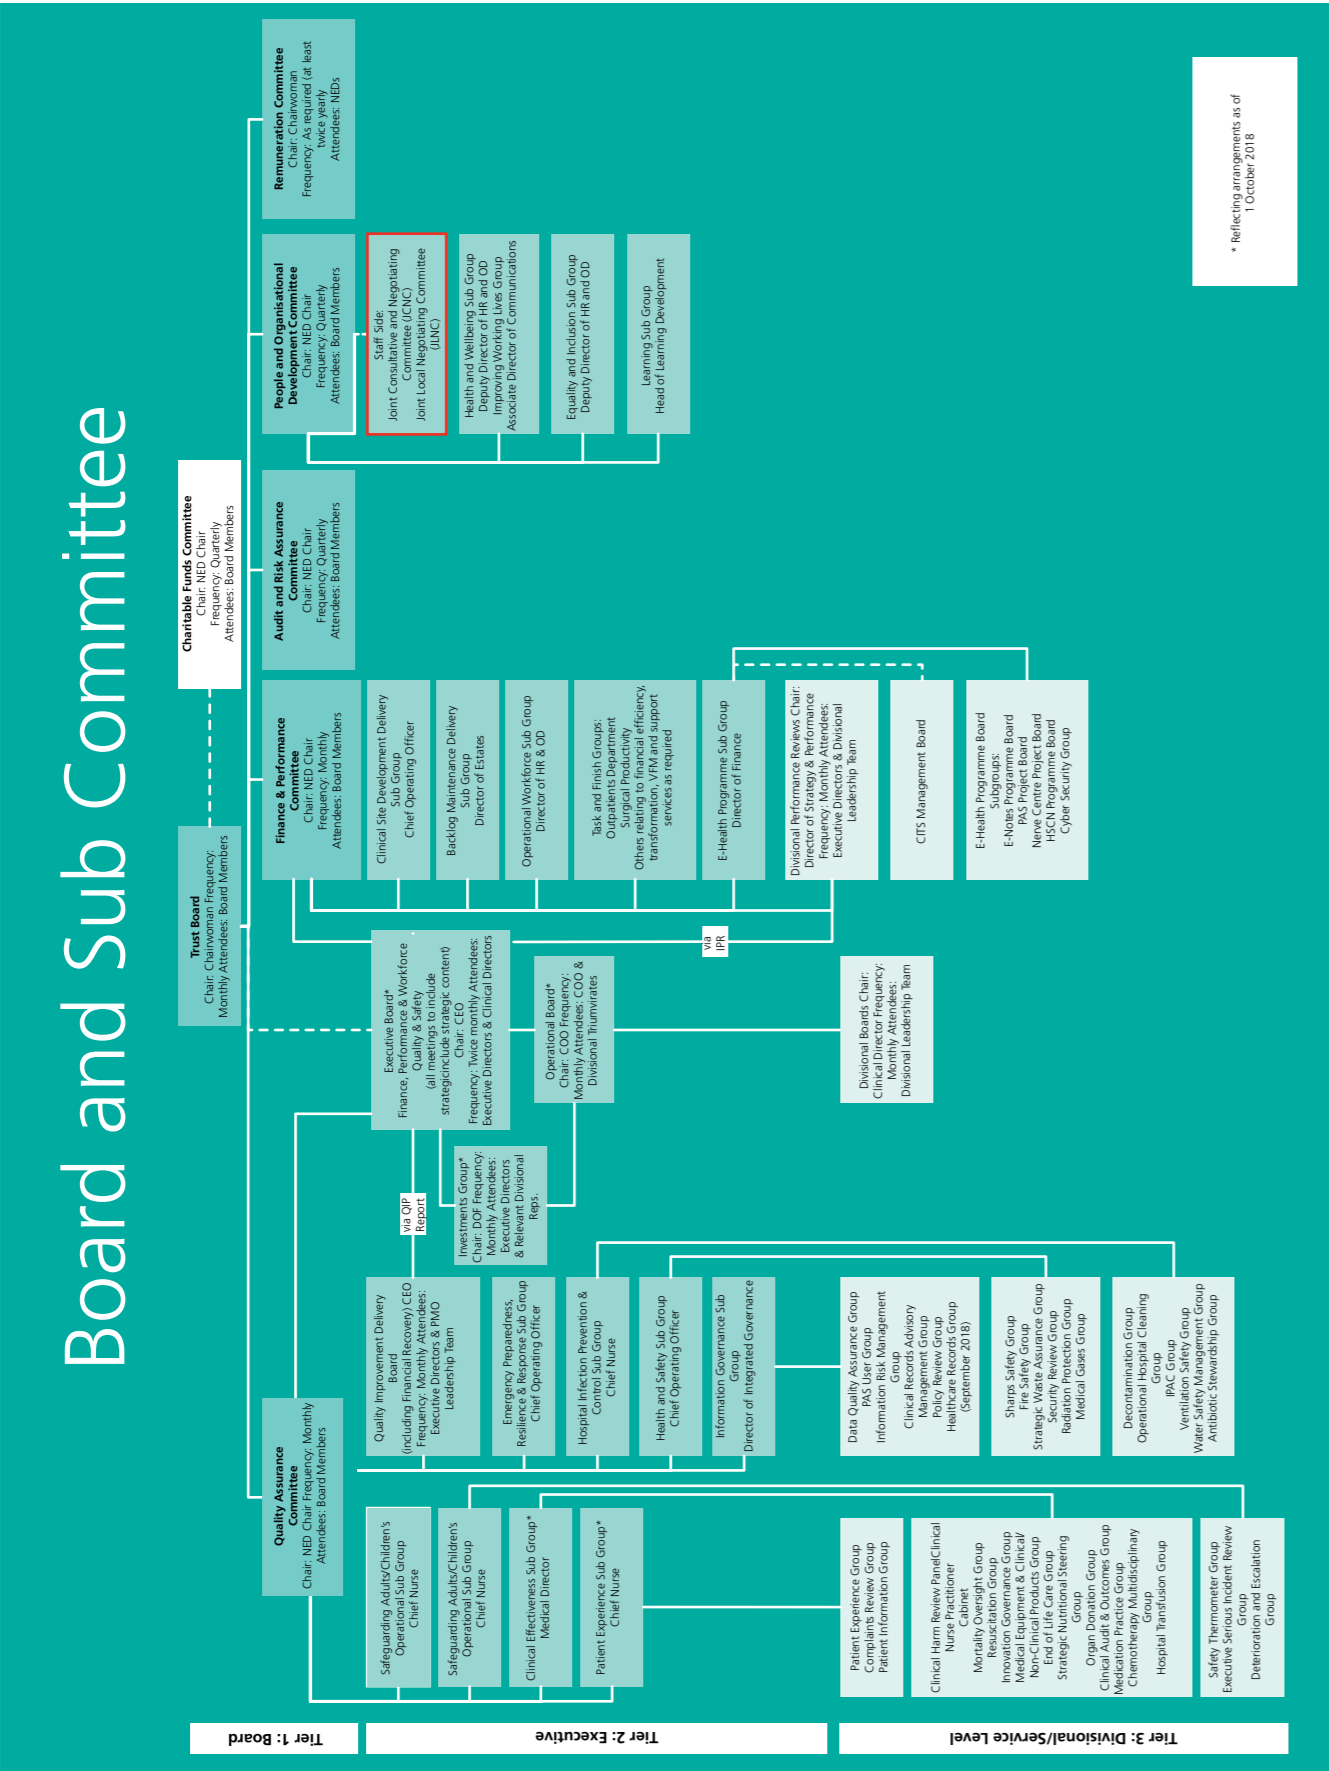 Board and Sub Committee
Trust Board
Chair: Chairwoman Frequency:
Monthly Attendees: Board Members
Charitable Funds Committee
Chair: NED Chair
Frequency: Quarterly
Attendees: Board Members
Tier 1: Board
Quality Assurance
Committee
Chair: NED Chair Frequency: Monthly
Attendees: Board Members
Finance & Performance
Committee
Chair: NED Chair
Frequency: Monthly
Attendees: Board Members
Audit and Risk Assurance
Committee
Chair: NED Chair
Frequency: Quarterly
Attendees: Board Members
People and Organisational
Development Committee
Chair: NED Chair
Frequency: Quarterly
Attendees: Board Members
Remuneration Committee
Chair: Chairwoman
Frequency: As required (at least
twice yearly
Attendees: NEDs
Tier 2: Executive
Safeguarding Adults/Children's
Operational Sub Group
Chief Nurse
Safeguarding Adults/Children's
Operational Sub Group
Chief Nurse
Clinical Effectiveness Sub Group*
Medical Director
Patient Experience Sub Group*
Chief Nurse
Quality Improvement Delivery
Board
(including Financial Recovery) CEO
Frequency: Monthly Attendees:
Executive Directors & PMO
Leadership Team
Emergency Preparedness,
Resilience & Response Sub Group
Chief Operating Officer
Hospital Infection Prevention &
Control Sub Group
Chief Nurse
Health and Safety Sub Group
Chief Operating Officer
Information Governance Sub
Group
Director of Integrated Governance
via QIP
Report
Investments Group*
Chair: DOF Frequency:
Monthly Attendees:
Executive Directors
& Relevant Divisional
Reps.
Executive Board*
Finance, Performance & Workforce
Quality & Safety
(all meetings to include
strategicinclude strategic content)
Chair: CEO
Frequency: Twice monthly Attendees:
Executive Directors & Clinical Directors
Operational Board*
Chair: COO Frequency:
Monthly Attendees: COO &
Divisional Triumvirates
via
IPR
Clinical Site Development Delivery
Sub Group
Chief Operating Officer
Backlog Maintenance Delivery
Sub Group
Director of Estates
Operational Workforce Sub Group
Director of HR & OD
Task and Finish Groups:
Outpatients Department
Surgical Productivity
Others relating to financial efficiency,
transformation, VFM and support
services as required
E-Health Programme Sub Group
Director of Finance
Staff Side:
Joint Consultative and Negotiating
Committee (JCNC)
Joint Local Negotiating Committee
(JLNC)
Health and Wellbeing Sub Group
Deputy Director of HR and OD
Improving Working Lives Group
Associate Director of Communications
Equality and Inclusion Sub Group
Deputy Director of HR and OD
Learning Sub Group
Head of Learning Development
Tier 3: Divisional/Service Level
Patient Experience Group
Complaints Review Group
Patient Information Group
Clinical Harm Review PanelClinical
Nurse Practitioner
Cabinet
Mortality Oversight Group
Resuscitation Group
Innovation Governance Group
Medical Equipment & Clinical/
Non-Clinical Products Group
End of Life Care Group
Strategic Nutritional Steering
Group
Organ Donation Group
Clinical Audit & Outcomes Group
Medication Practice Group
Chemotherapy Multidisciplinary
Group
Hospital Transfusion Group
Safety Thermometer Group
Executive Serious Incident Review
Group
Deterioration and Escalation
Group
Data Quality Assurance Group
PAS User Group
Information Risk Management
Group
Clinical Records Advisory
Management Group
Policy Review Group
Healthcare Records Group
(September 2018)
Sharps Safety Group
Fire Safety Group
Strategic Waste Assurance Group
Security Review Group
Radiation Protection Group
Medical Gases Group
Decontamination Group
Operational Hospital Cleaning
Group
IPAC Group
Ventilation Safety Group
Water Safety Management Group
Antibiotic Stewardship Group
Divisional Boards Chair:
Clinical Director Frequency:
Monthly Attendees:
Divisional Leadership Team
Divisional Performance Reviews Chair:
Director of Strategy & Performance
Frequency: Monthly Attendees:
Executive Directors & Divisional
Leadership Team
CITS Management Board
E-Health Programme Board
Subgroups:
E-Notes Programme Board
PAS Project Board
Nerve Centre Project Board
HSCN Programme Board
Cyber Security Group
* Reflecting arrangements as of
1 October 2018